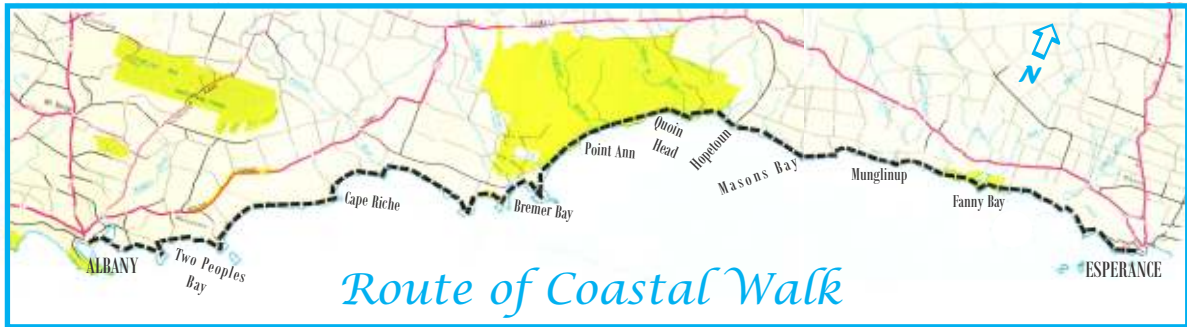 N
Point Ann
Quoin
Head
Hopetoun
Masons Bay
Munglinup
Fanny Bay
Cape Riche
Bremer Bay
ALBANY
Two Peoples
Bay
ESPERANCE
Route of Coastal Walk